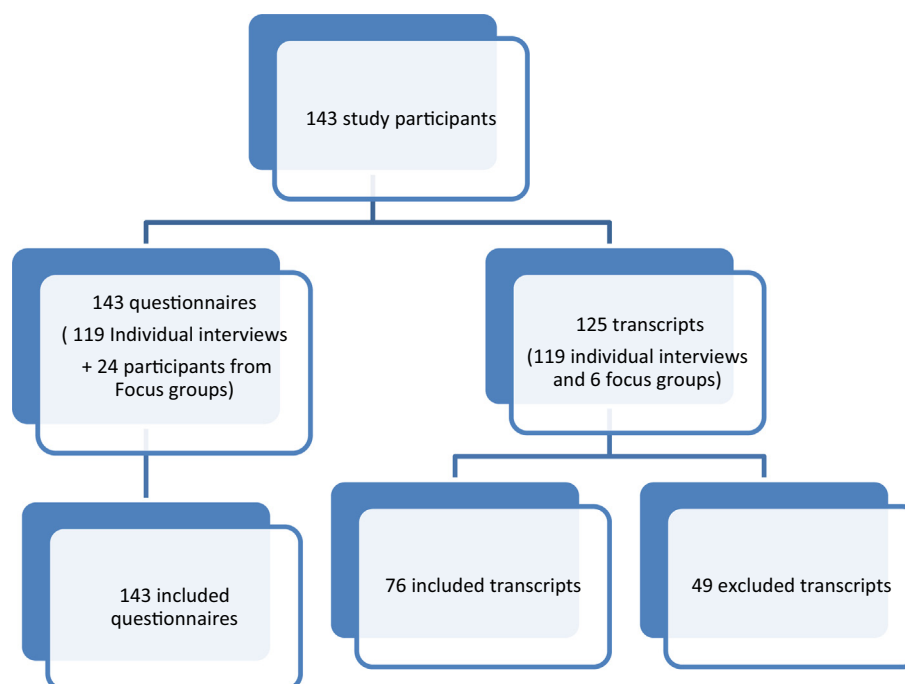 143 study participants
143 questionnaires
( 119 Individual interviews
+ 24 participants from
Focus groups)
125 transcripts
(119 individual interviews
and 6 focus groups)
143 included
questionnaires
76 included transcripts
49 excluded transcripts